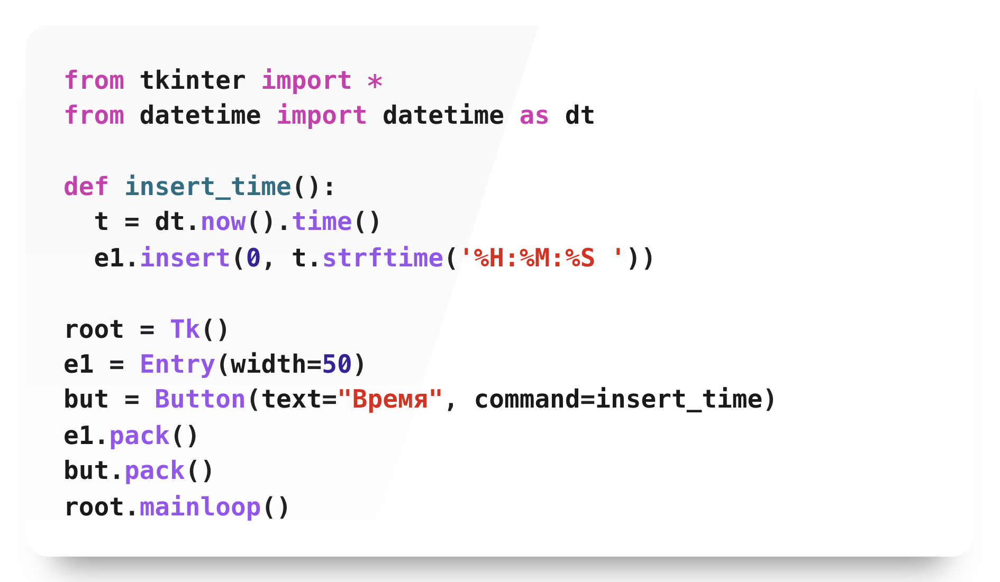 from tkinter import *
from datetime import datetime as dt

def insert_time():
  t = dt.now().time()
  e1.insert(0, t.strftime('%H:%M:%S '))

root = Tk()
e1 = Entry(width=50)
but = Button(text="Время", command=insert_time)
e1.pack()
but.pack()
root.mainloop()